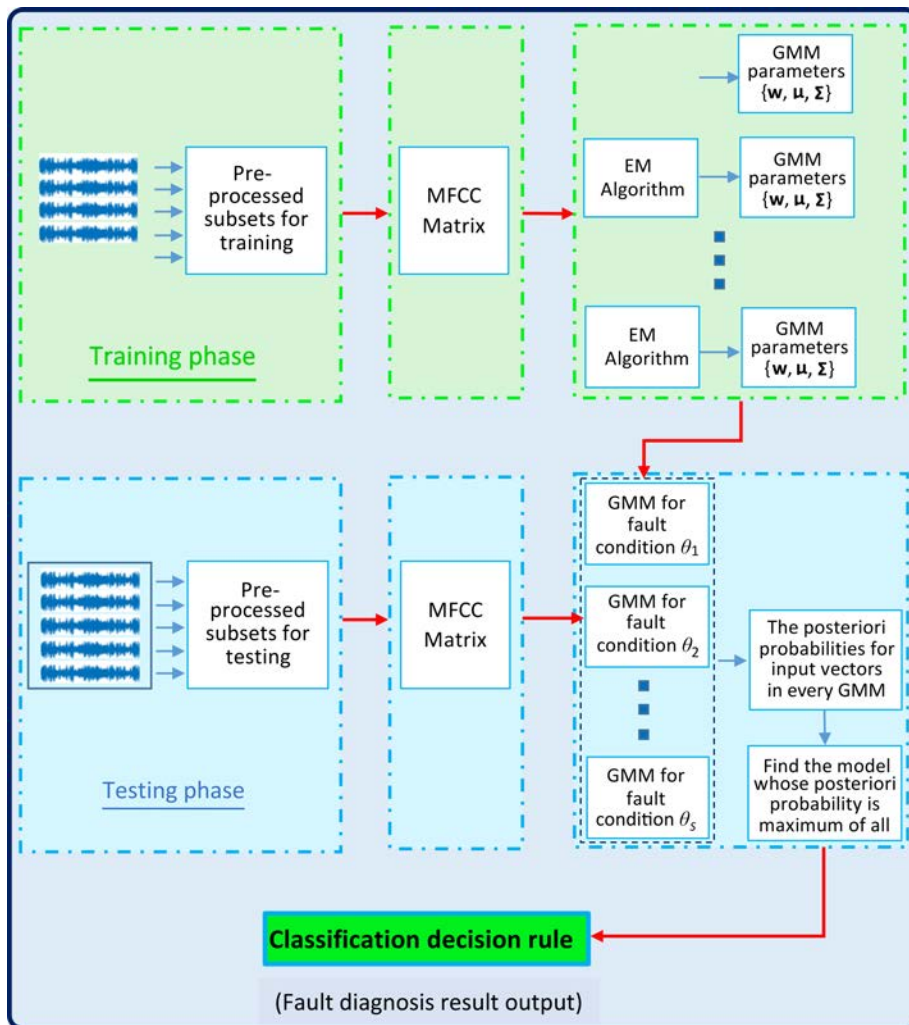 GMM
parameters
{w, μ, Σ}
Pre-
processed
subsets for
training
MFCC
Matrix
EM
Algorithm
GMM
parameters
{w, μ, Σ}
EM
Algorithm
GMM
parameters
{w, μ, Σ}
Training phase
Pre-
processed
subsets for
testing
MFCC
Matrix
GMM for
fault
condition θ1
GMM for
fault
condition θ2
GMM for
fault
condition θs
The posteriori
probabilities for
input vectors
in every GMM
Find the model
whose posteriori
probability is
maximum of all
Testing phase
Classification decision rule
(Fault diagnosis result output)